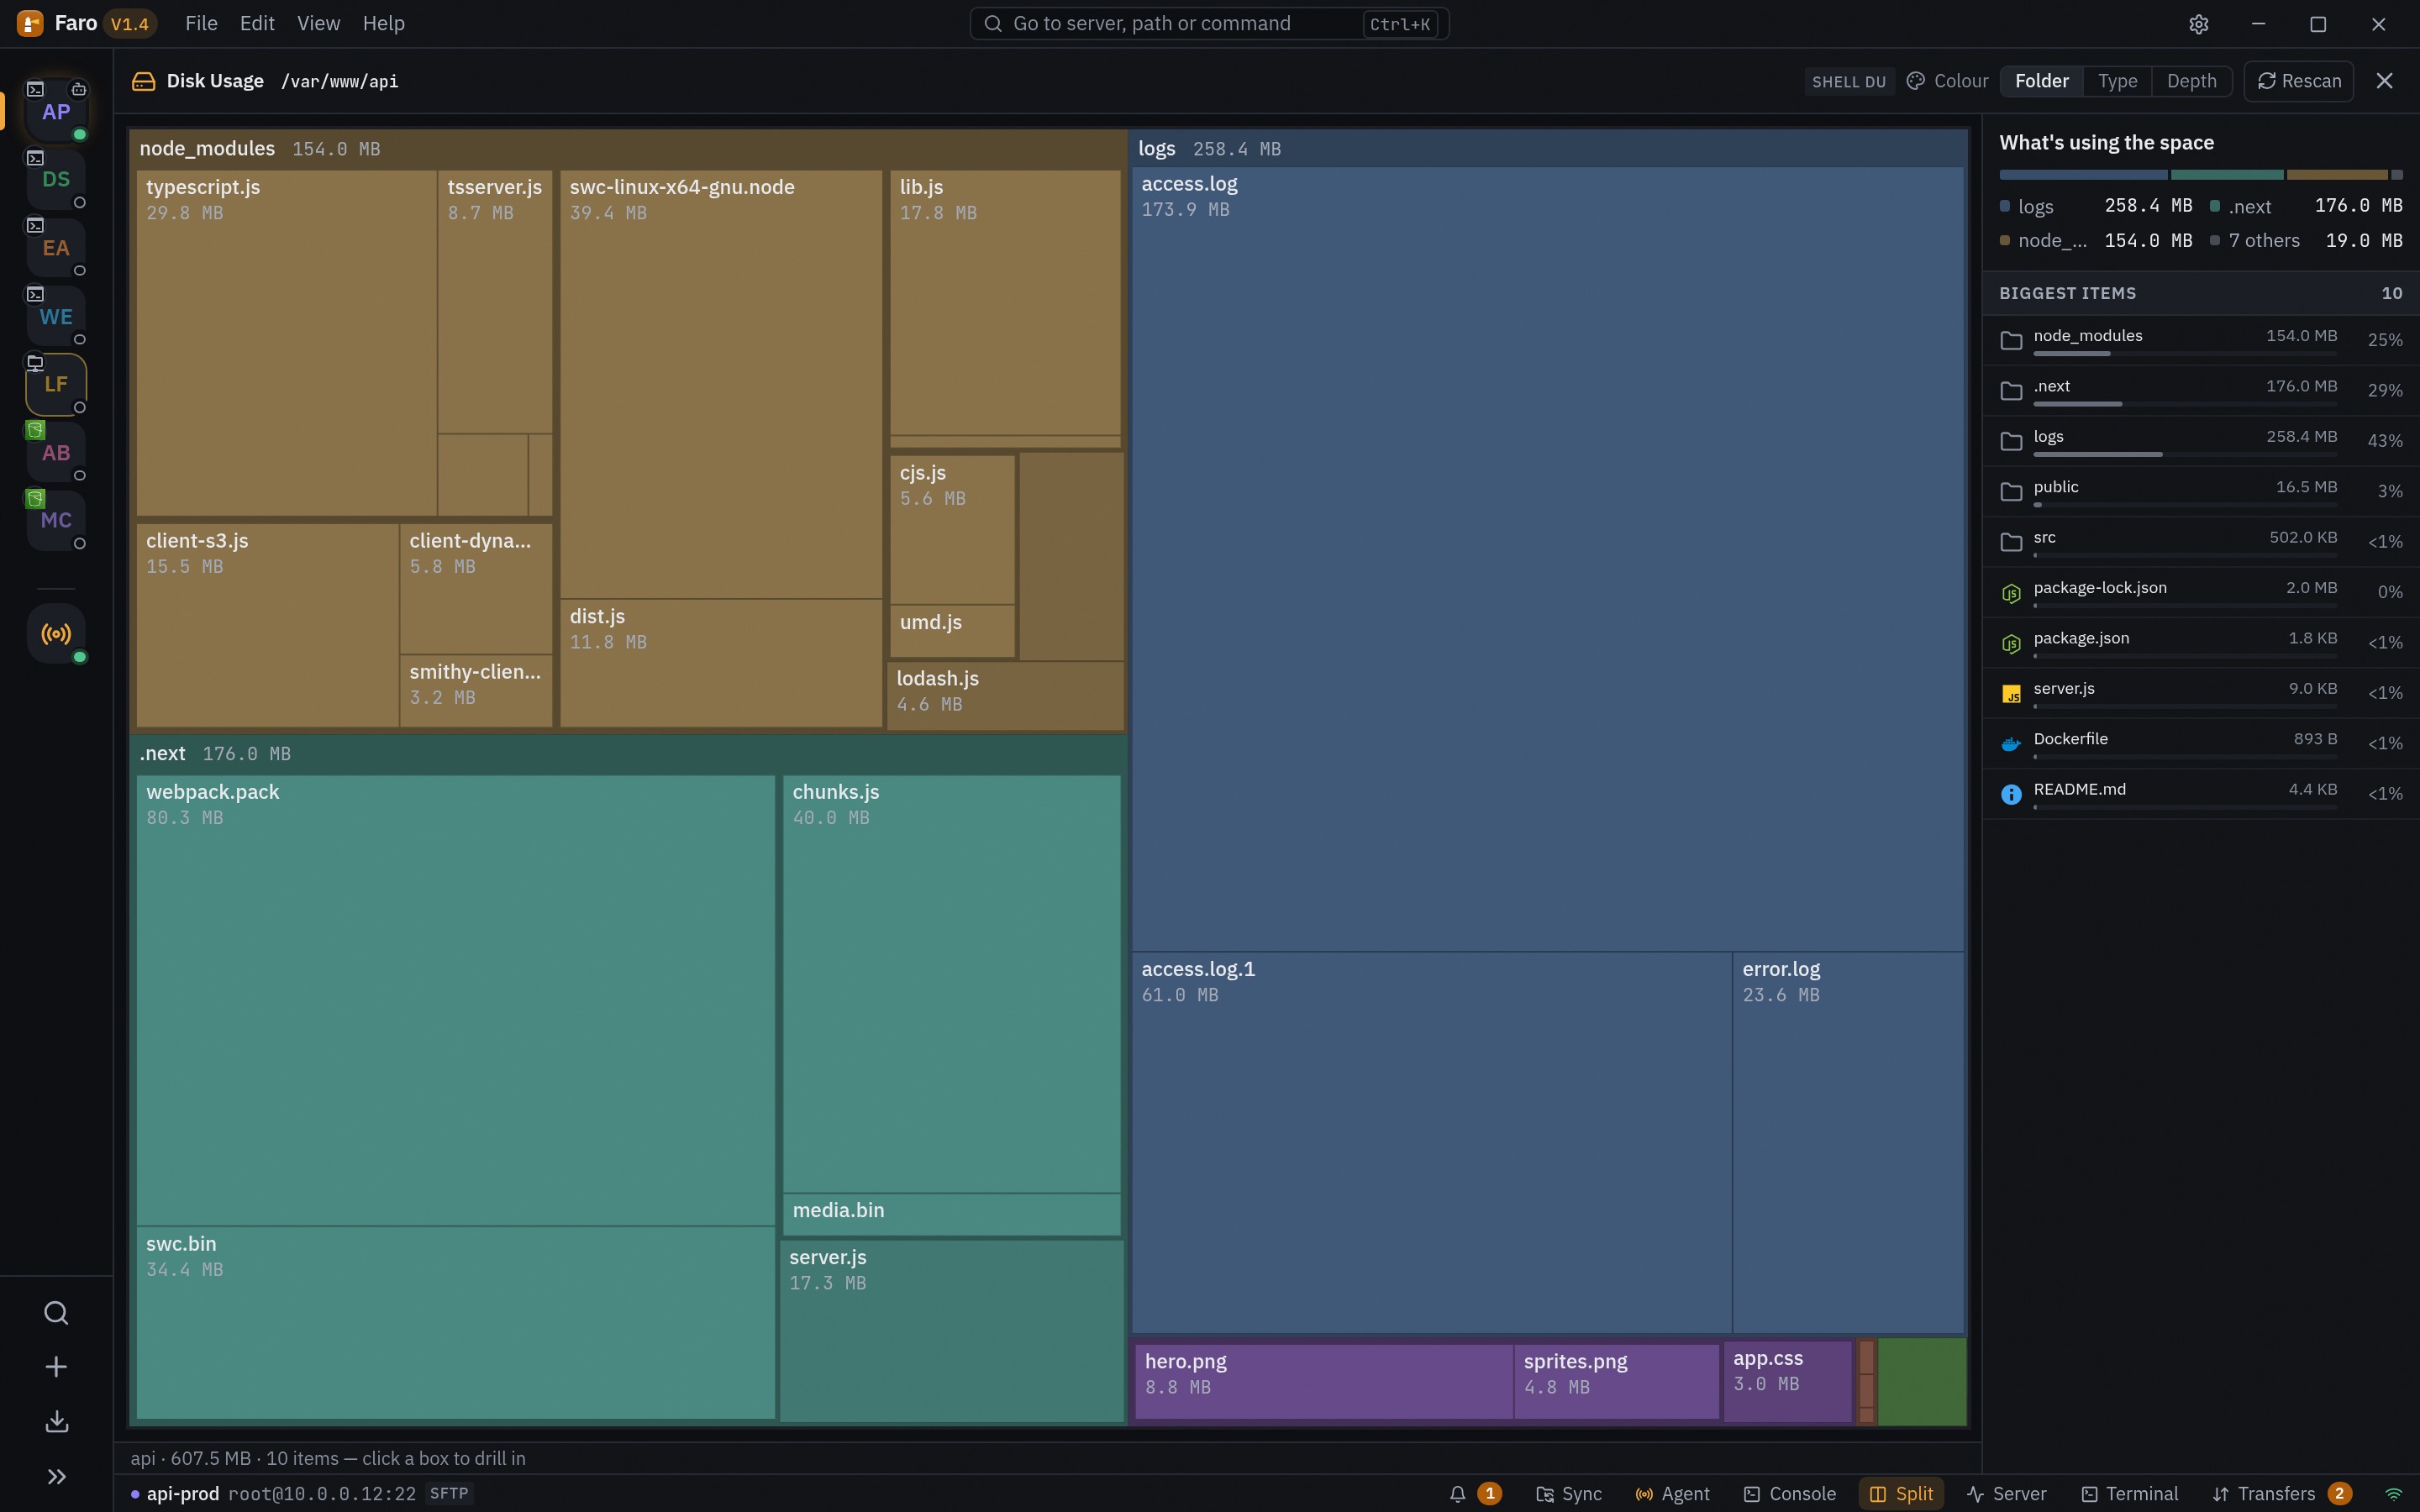 Faro V1.4 File Edit View Help Go to server, path or command Ctrl+K
Disk Usage /var/www/api SHELL DU Colour Folder Type Depth Rescan
AP
DS
EA
WE
LF
AB
MC
node_modules 154.0 MB
typescript.js
29.8 MB
tsserver.js
8.7 MB
swc-linux-x64-gnu.node
39.4 MB
lib.js
17.8 MB
cjs.js
5.6 MB
umd.js
client-s3.js
15.5 MB
client-dyna...
5.8 MB
smithy-clien...
3.2 MB
dist.js
11.8 MB
lodash.js
4.6 MB
.next 176.0 MB
webpack.pack
80.3 MB
chunks.js
40.0 MB
media.bin
swc.bin
34.4 MB
server.js
17.3 MB
logs 258.4 MB
access.log
173.9 MB
access.log.1
61.0 MB
error.log
23.6 MB
hero.png
8.8 MB
sprites.png
4.8 MB
app.css
3.0 MB
What's using the space
logs 258.4 MB .next 176.0 MB
node_... 154.0 MB 7 others 19.0 MB
BIGGEST ITEMS 10
node_modules 154.0 MB 25%
.next 176.0 MB 29%
logs 258.4 MB 43%
public 16.5 MB 3%
src 502.0 KB <1%
JS package-lock.json 2.0 MB 0%
JS package.json 1.8 KB <1%
JS server.js 9.0 KB <1%
Dockerfile 893 B <1%
README.md 4.4 KB <1%
api · 607.5 MB · 10 items — click a box to drill in
api-prod root@10.0.0.12:22 SFTP 1 Sync Agent Console Split Server Terminal Transfers 2